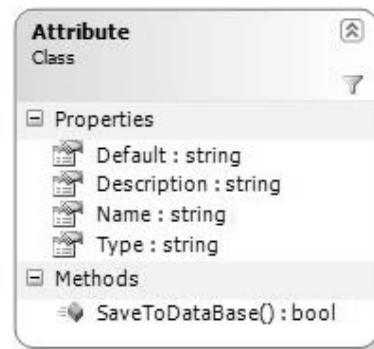 Attribute
Class
Properties
Default : string
Description : string
Name : string
Type : string
Methods
SaveToDataBase() : bool